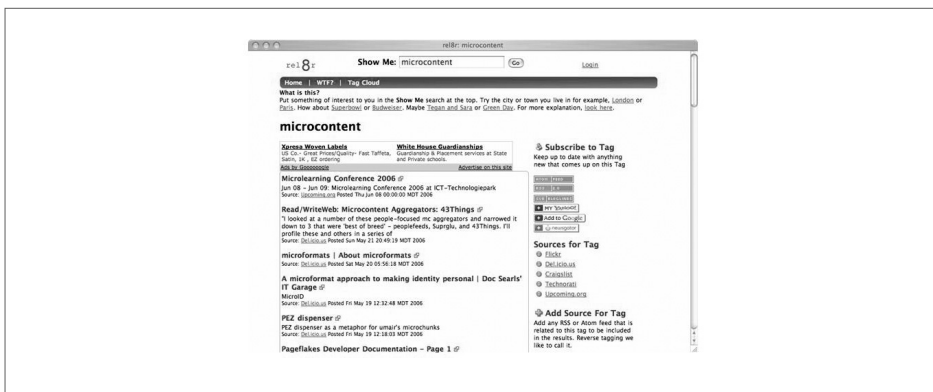 rel8r: microcontent
rel8r
Show Me: microcontent
Go
Login
Home | WTF? | Tag Cloud
What is this?
Put something of interest to you in the Show Me search at the top. Try the city or town you live in for example, London or
Paris. How about Superbowl or Budweiser. Maybe Tegan and Sara or Green Day. For more explanation, look here.
microcontent
Xpress Woven Labels
US Co.- Great Prices/Quality- Fast Taffeta,
Satin, 1K , EZ ordering
White House Guardianships
Guardianship & Placement services at State
and Private schools.
Ads by Goooooogle
Advertise on this site
Microlearning Conference 2006
Jun 08 - Jun 09: Microlearning Conference 2006 at ICT-Technologiepark
Source: Upcoming.org Posted Thu Jun 08 00:00:00 MDT 2006
Read/WriteWeb: Microcontent Aggregators: 43Things
"I looked at a number of these people-focused mc aggregators and narrowed it
down to 3 that were 'best of breed' - peoplefeeds, Suprglu, and 43Things. I'll
profile these and others in a series of
Source: Del.icio.us Posted Sun May 21 20:49:19 MDT 2006
microformats | About microformats
Source: Del.icio.us Posted Sat May 20 05:56:18 MDT 2006
A microformat approach to making identity personal | Doc Searls'
IT Garage
MicroID
Source: Del.icio.us Posted Fri May 19 12:32:48 MDT 2006
PEZ dispenser
PEZ dispenser as a metaphor for umair's microchunks
Source: Del.icio.us Posted Fri May 19 12:18:03 MDT 2006
Pageflakes Developer Documentation - Page 1
Subscribe to Tag
Keep up to date with anything
new that comes up on this Tag
MY YAHOO!
Add to Google
Sources for Tag
Flickr
Del.icio.us
Craigslist
Technorati
Upcoming.org
Add Source For Tag
Add any RSS or Atom feed that is
related to this tag to be included
in the results. Reverse tagging we
like to call it.